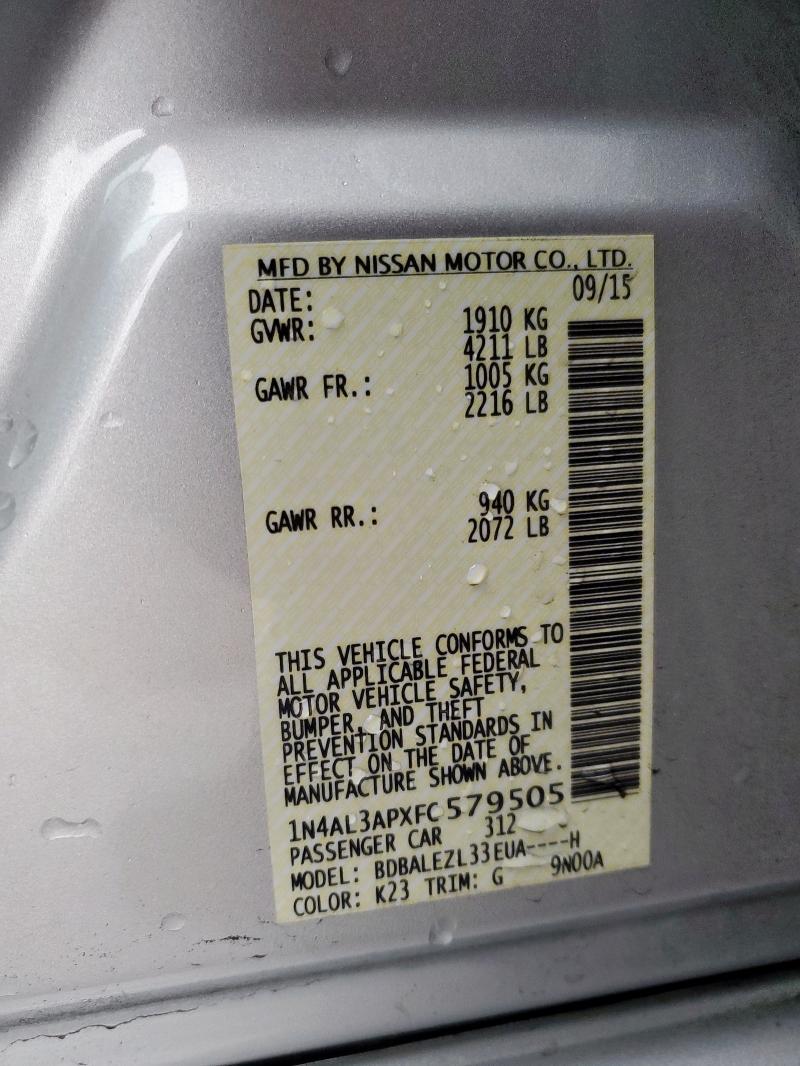 MFD BY NISSAN MOTOR CO., LTD.
DATE: 09/15
GVWR: 1910 KG
4211 LB
GAWR FR.: 1005 KG
2216 LB
GAWR RR.: 940 KG
2072 LB
THIS VEHICLE CONFORMS TO
ALL APPLICABLE FEDERAL
MOTOR VEHICLE SAFETY,
BUMPER, AND THEFT
PREVENTION STANDARDS IN
EFFECT ON THE DATE OF
MANUFACTURE SHOWN ABOVE.
1N4AL3APXFC579505
PASSENGER CAR 312
MODEL: BDBALEZL33EUA----H
COLOR: K23 TRIM: G 9N00A